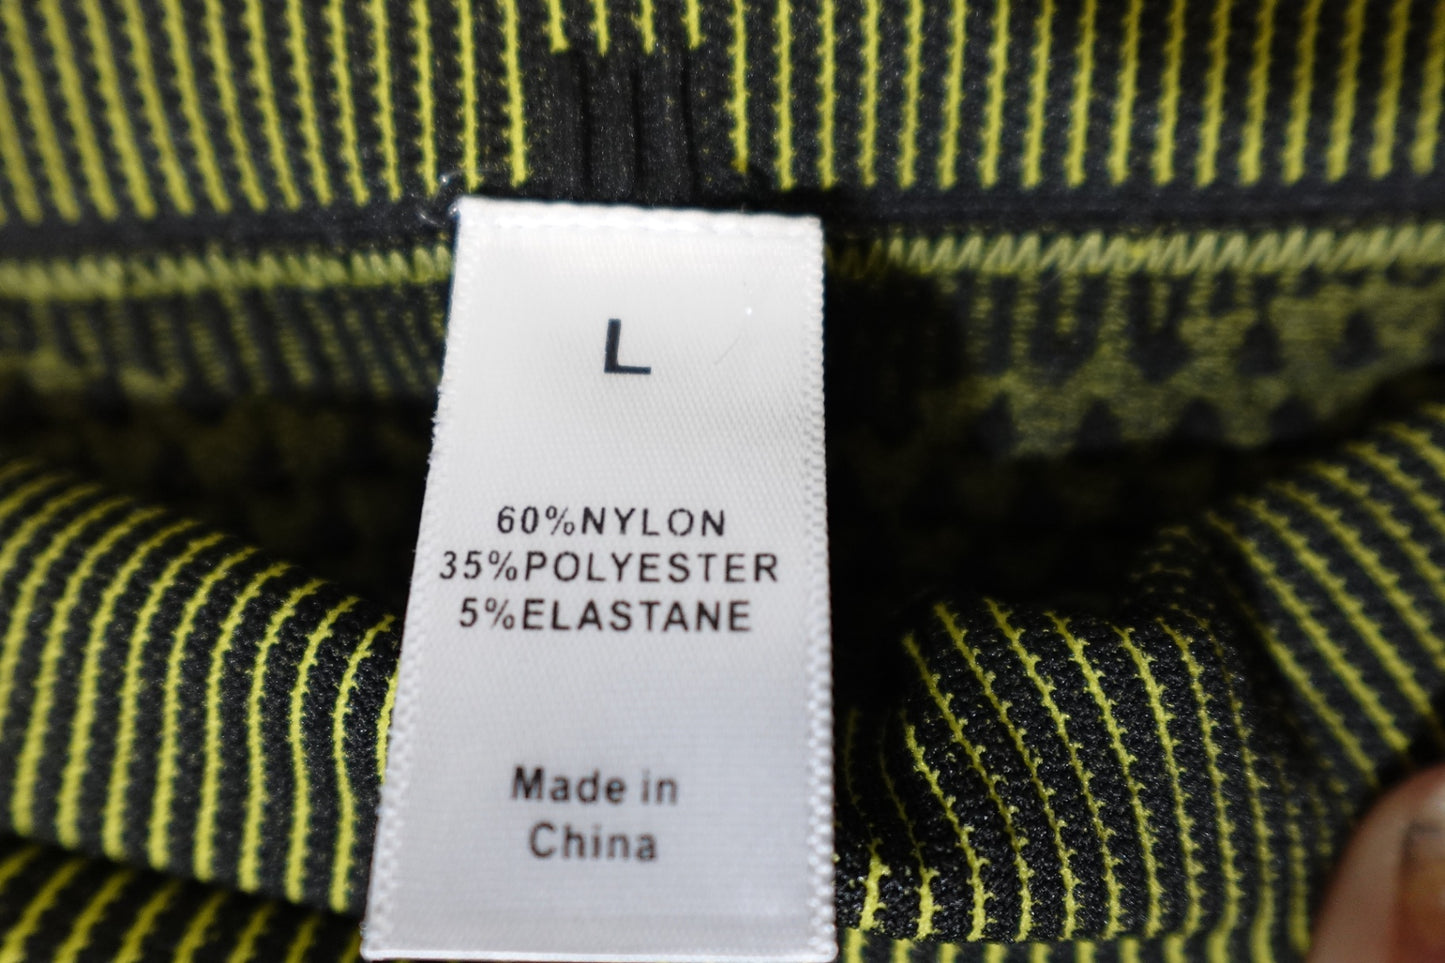 L
60%NYLON
35%POLYESTER
5%ELASTANE
Made in
China